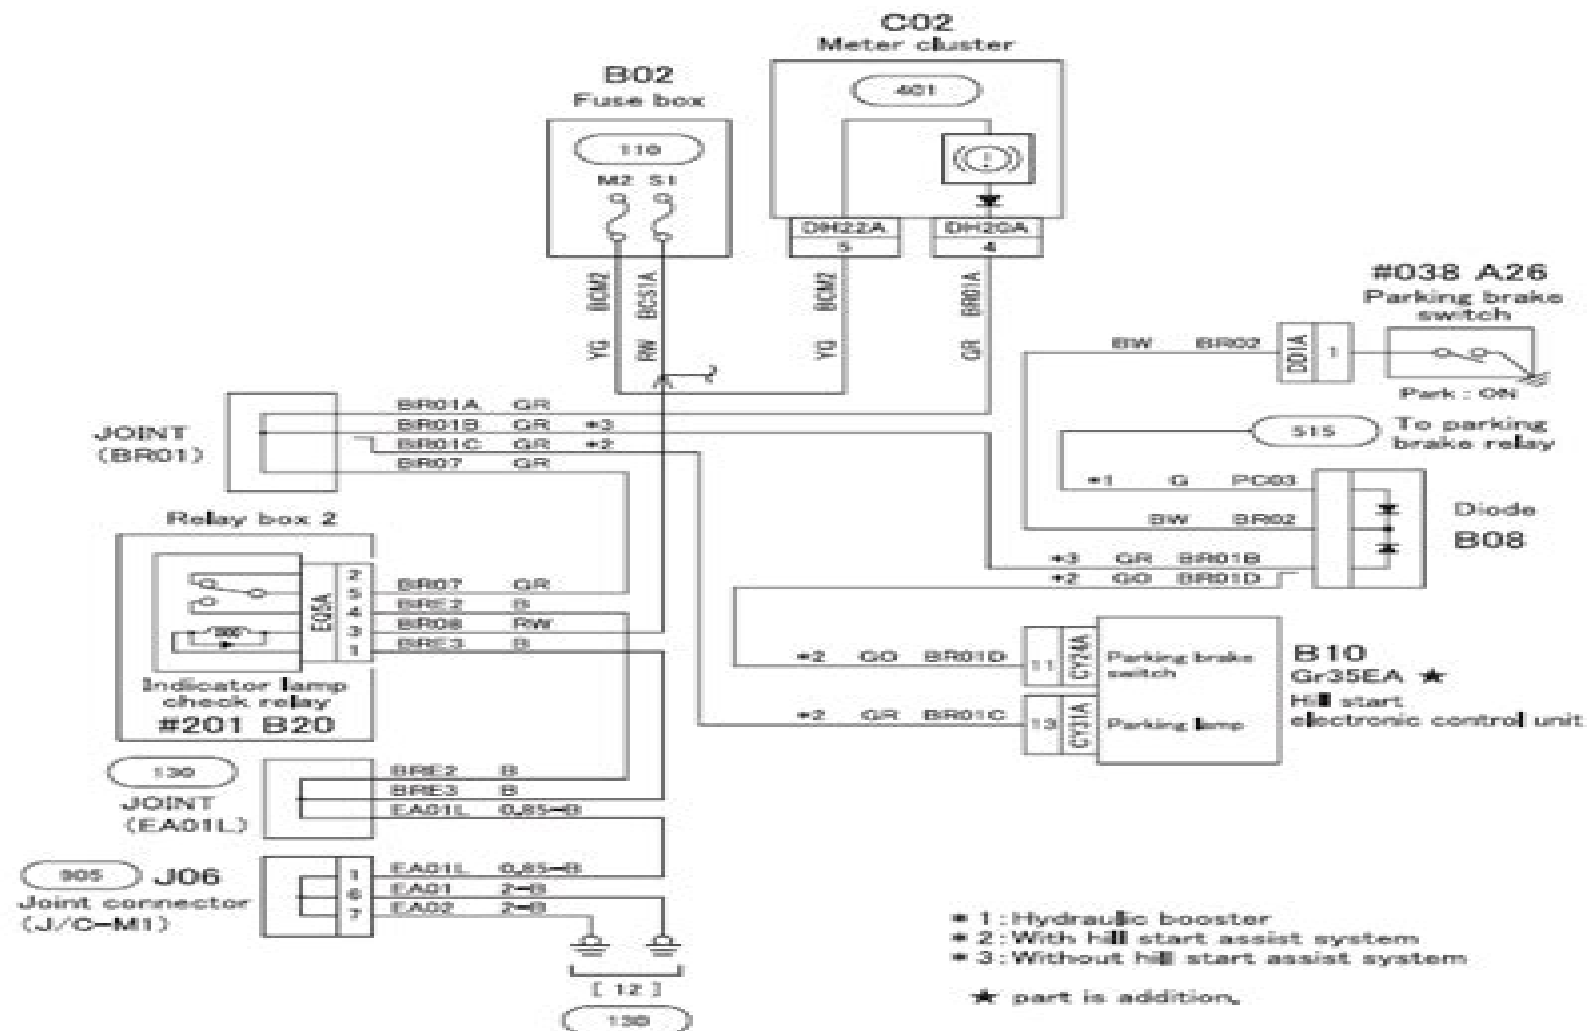 C02
Meter cluster
401
B02
Fuse box
110
M2 S1
DH22A
5
DH20A
4
YG BCM2
RW BCS1A
YG BCM2
GR BR01A
#038 A26
Parking brake
switch
BW BR02
DD1A
1
Park : ON
515
To parking
brake relay
JOINT
(BR01)
BR01A GR
BR01B GR *3
BR01C GR *2
BR07 GR
*1 G PC03
BW BR02
*3 GR BR01B
*2 GO BR01D
Diode
B08
Relay box 2
EQ5A
2
5
4
3
1
BR07 GR
BRE2 B
BR08 RW
BRE3 B
Indicator lamp
check relay
#201 B20
*2 GO BR01D
11
GY24A
Parking brake
switch
*2 GR BR01C
13
GY31A
Parking lamp
B10
Gr35EA ★
Hill start
electronic control unit
130
JOINT
(EA01L)
BRE2 B
BRE3 B
EA01L 0.85-B
905 J06
Joint connector
(J/C-M1)
1
6
7
EA01L 0.85-B
EA01 2-B
EA02 2-B
[ 12 ]
130
* 1 : Hydraulic booster
* 2 : With hill start assist system
* 3 : Without hill start assist system
★ part is addition.